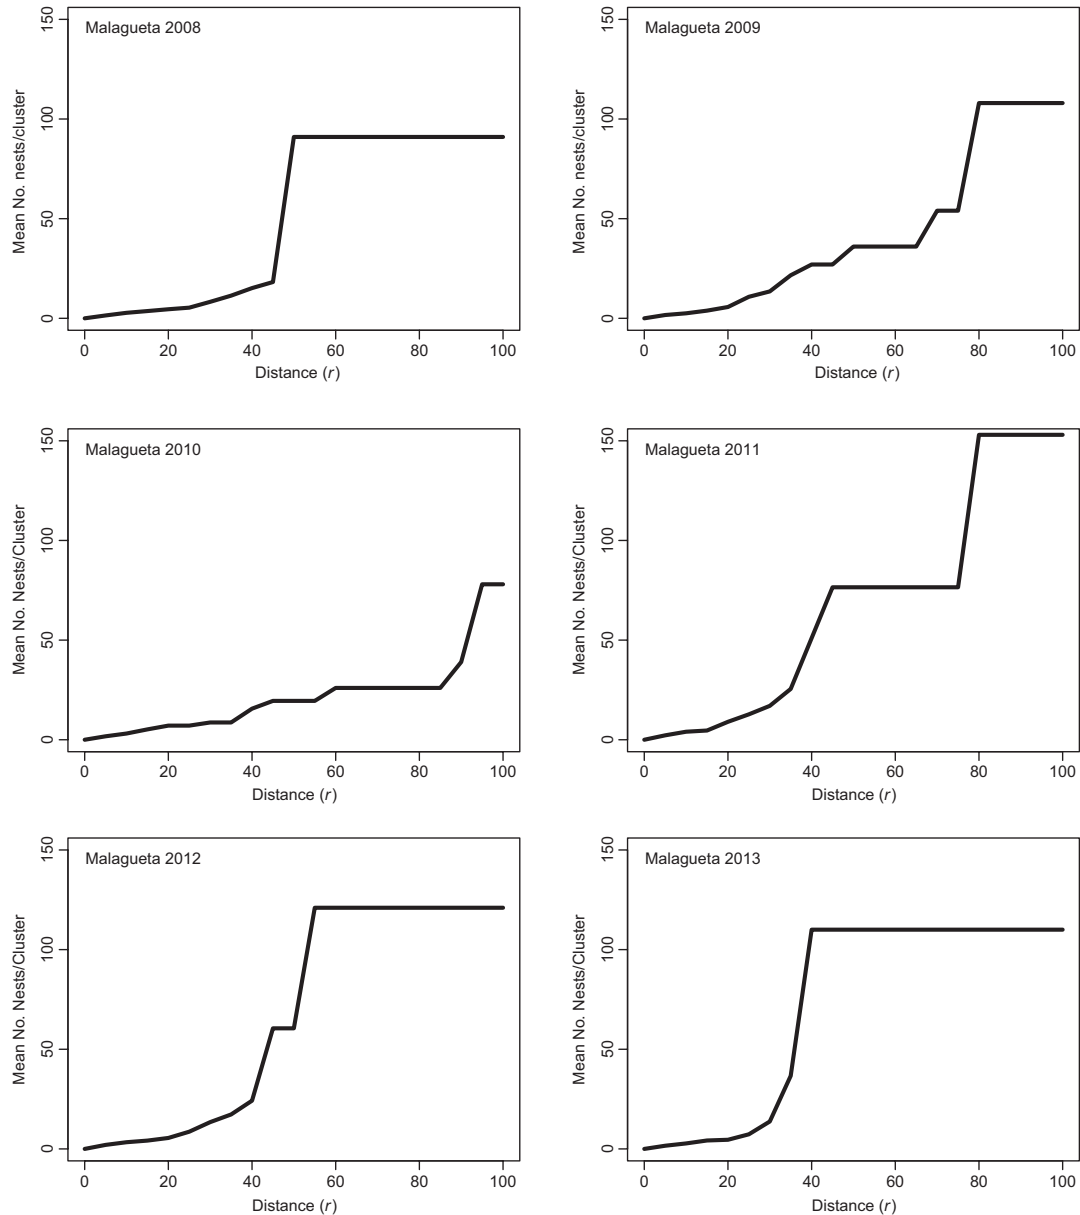 Malagueta 2008
Mean No. nests/cluster
150
100
50
0
0 20 40 60 80 100
Distance (r)
Malagueta 2009
Mean No. nests/cluster
150
100
50
0
0 20 40 60 80 100
Distance (r)
Malagueta 2010
Mean No. Nests/Cluster
150
100
50
0
0 20 40 60 80 100
Distance (r)
Malagueta 2011
Mean No. Nests/Cluster
150
100
50
0
0 20 40 60 80 100
Distance (r)
Malagueta 2012
Mean No. Nests/Cluster
150
100
50
0
0 20 40 60 80 100
Distance (r)
Malagueta 2013
Mean No. Nests/Cluster
150
100
50
0
0 20 40 60 80 100
Distance (r)